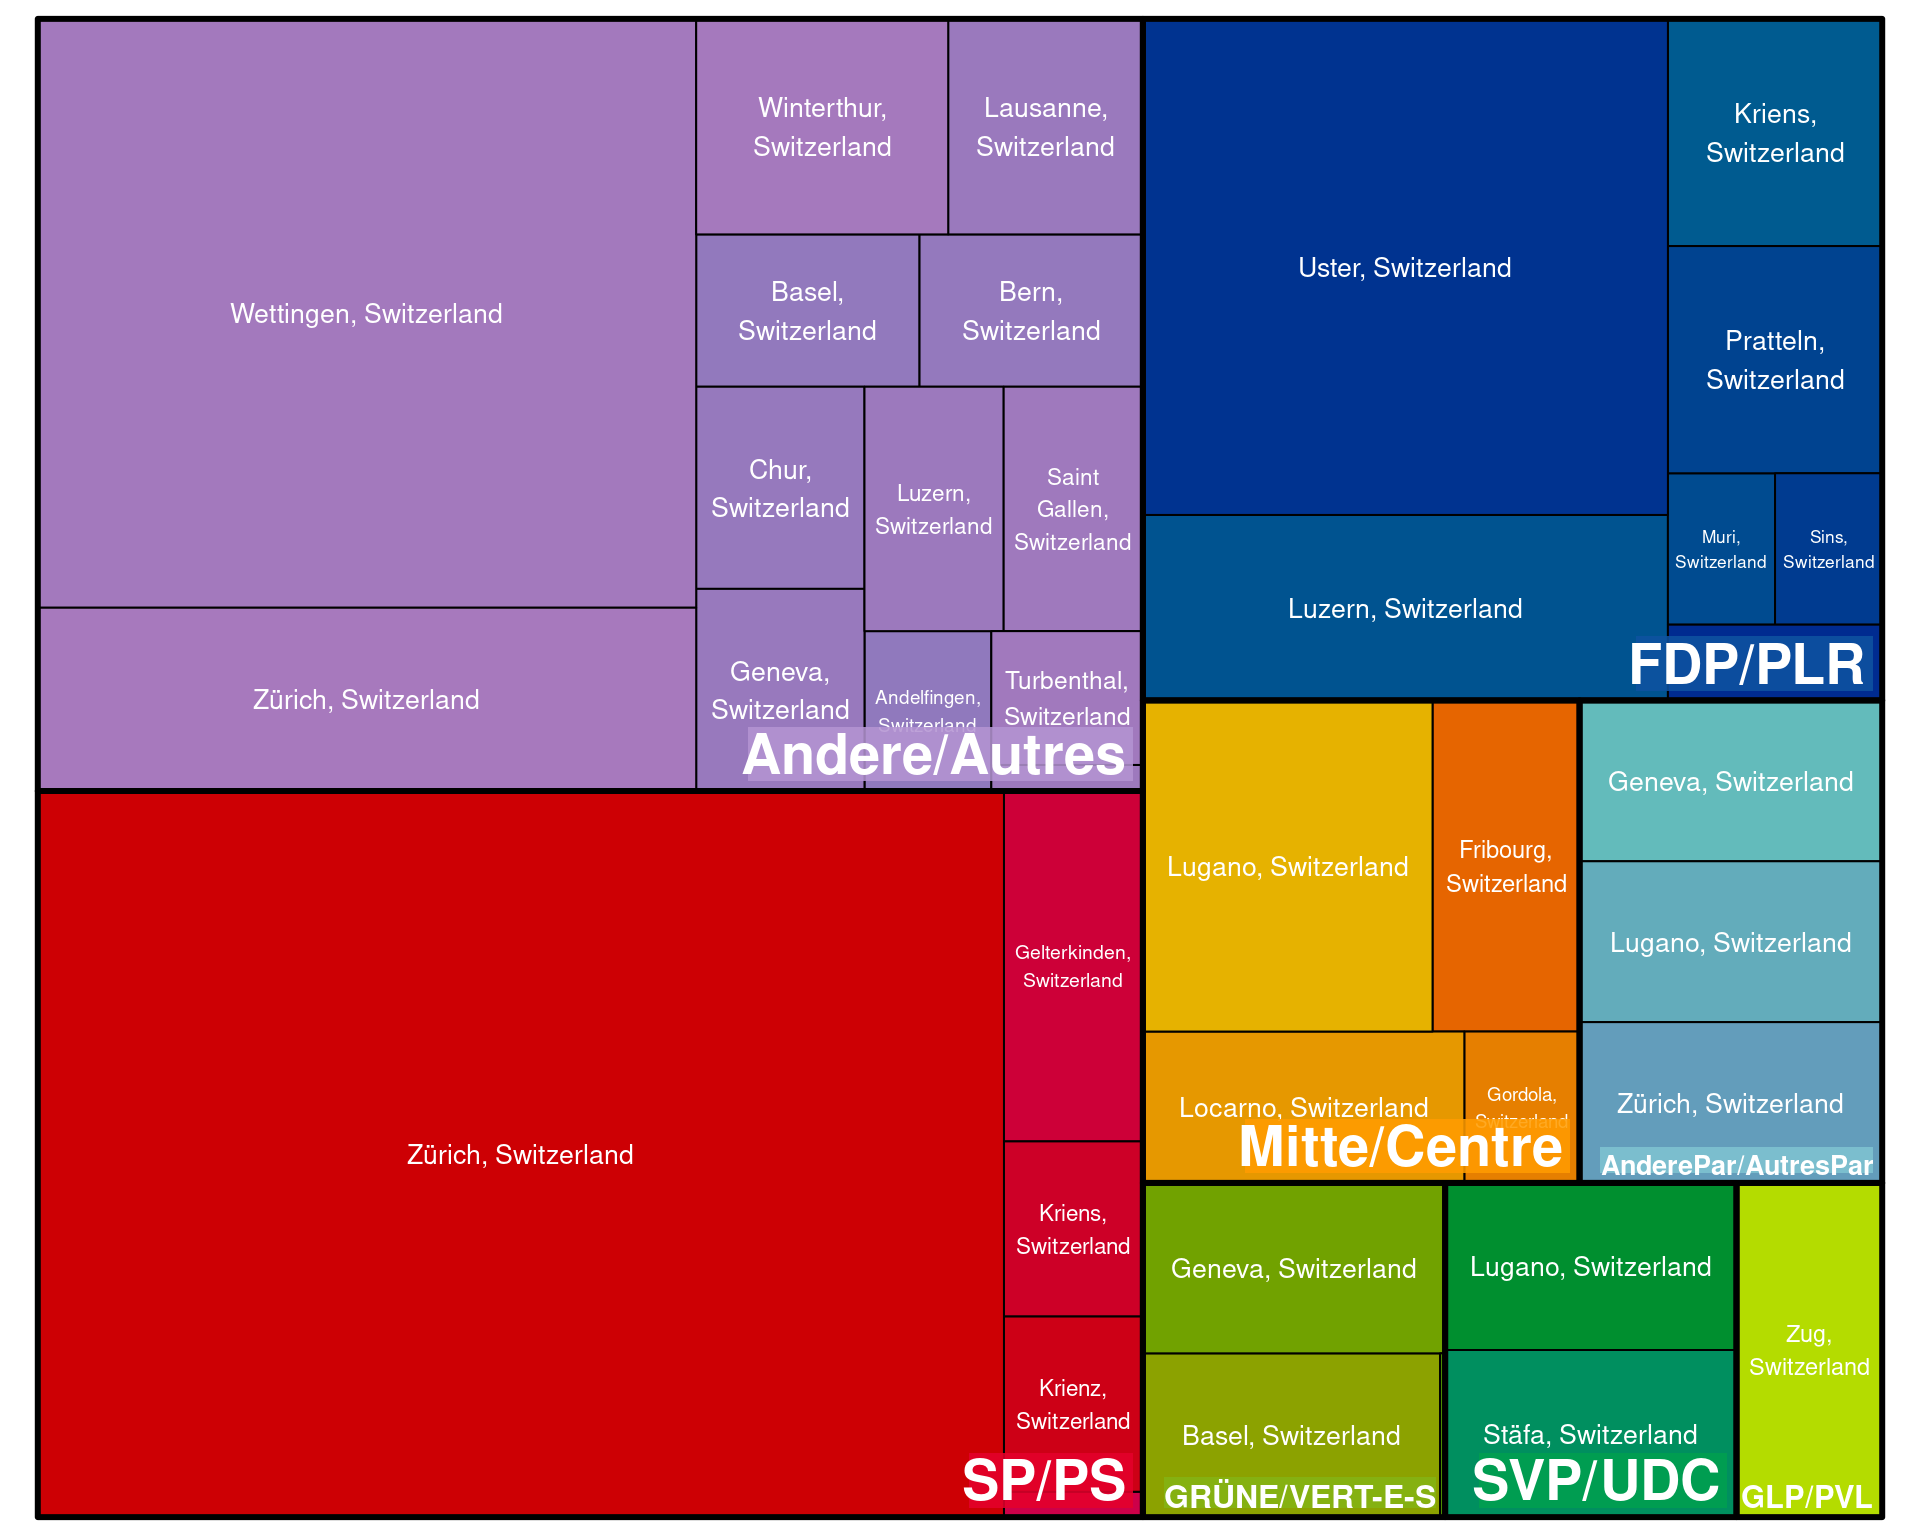 Wettingen, Switzerland
Zürich, Switzerland
Winterthur,
Switzerland
Lausanne,
Switzerland
Basel,
Switzerland
Bern,
Switzerland
Chur,
Switzerland
Luzern,
Switzerland
Saint
Gallen,
Switzerland
Geneva,
Switzerland
Andelfingen,
Switzerland
Turbenthal,
Switzerland
Andere/Autres
Zürich, Switzerland
Gelterkinden,
Switzerland
Kriens,
Switzerland
Krienz,
Switzerland
SP/PS
Uster, Switzerland
Luzern, Switzerland
Kriens,
Switzerland
Pratteln,
Switzerland
Muri,
Switzerland
Sins,
Switzerland
FDP/PLR
Lugano, Switzerland
Fribourg,
Switzerland
Locarno, Switzerland
Gordola,
Switzerland
Mitte/Centre
Geneva, Switzerland
Lugano, Switzerland
Zürich, Switzerland
AnderePar/AutresPar
Geneva, Switzerland
Basel, Switzerland
GRÜNE/VERT-E-S
Lugano, Switzerland
Stäfa, Switzerland
SVP/UDC
Zug,
Switzerland
GLP/PVL